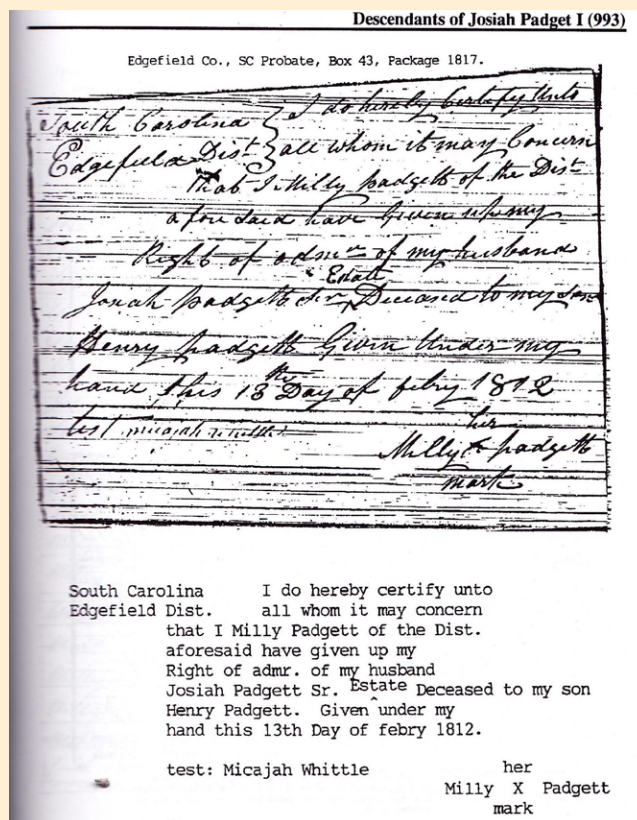 Descendants of Josiah Padget I (993)
Edgefield Co., SC Probate, Box 43, Package 1817.
South Carolina } I do hereby Certify Unto
Edgefield Dist } all whom it may Concern
that I Milly padgett of the Dist
afore Said have Given up my
Right of admr of my husband
Estate
Josiah padgett Senr ^ Deceasd to my Son
Henry padgett Given Under my
hand this 13th Day of febry 1812
test micajah whittle
her
Milly x padgett
mark
South Carolina I do hereby certify unto
Edgefield Dist. all whom it may concern
that I Milly Padgett of the Dist.
aforesaid have given up my
Right of admr. of my husband
Josiah Padgett Sr. ^Estate Deceased to my son
Henry Padgett. Given under my
hand this 13th Day of febry 1812.
test: Micajah Whittle her
Milly X Padgett
mark